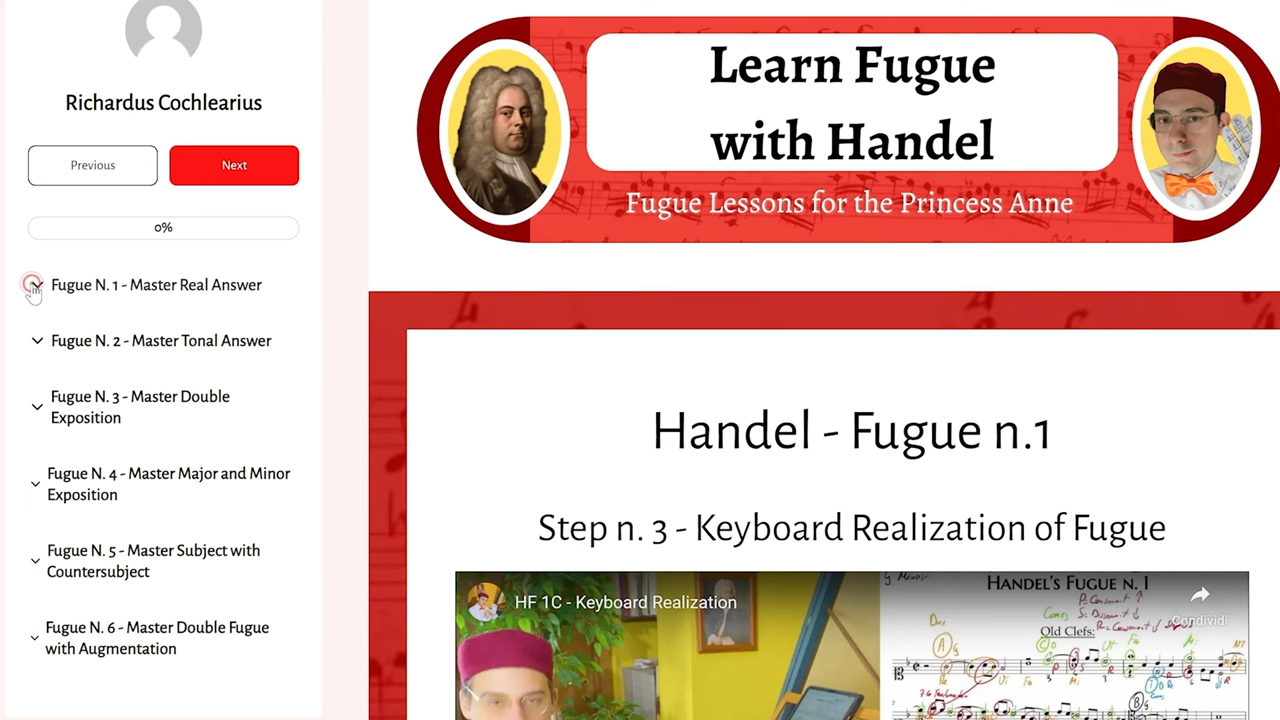 Richardus Cochlearius
Previous
Next
0%
Fugue N. 1 - Master Real Answer
Fugue N. 2 - Master Tonal Answer
Fugue N. 3 - Master Double
Exposition
Fugue N. 4 - Master Major and Minor
Exposition
Fugue N. 5 - Master Subject with
Countersubject
Fugue N. 6 - Master Double Fugue
with Augmentation
Learn Fugue
with Handel
Fugue Lessons for the Princess Anne
Handel - Fugue n.1
Step n. 3 - Keyboard Realization of Fugue
HF 1C - Keyboard Realization
G Minor
HANDEL'S FUGUE N. 1
Condividi
Old Clefs: